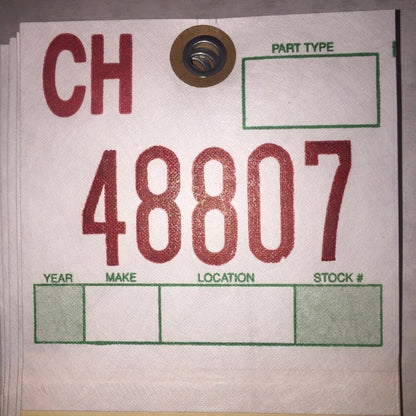 CH
PART TYPE
48807
YEAR MAKE LOCATION STOCK #